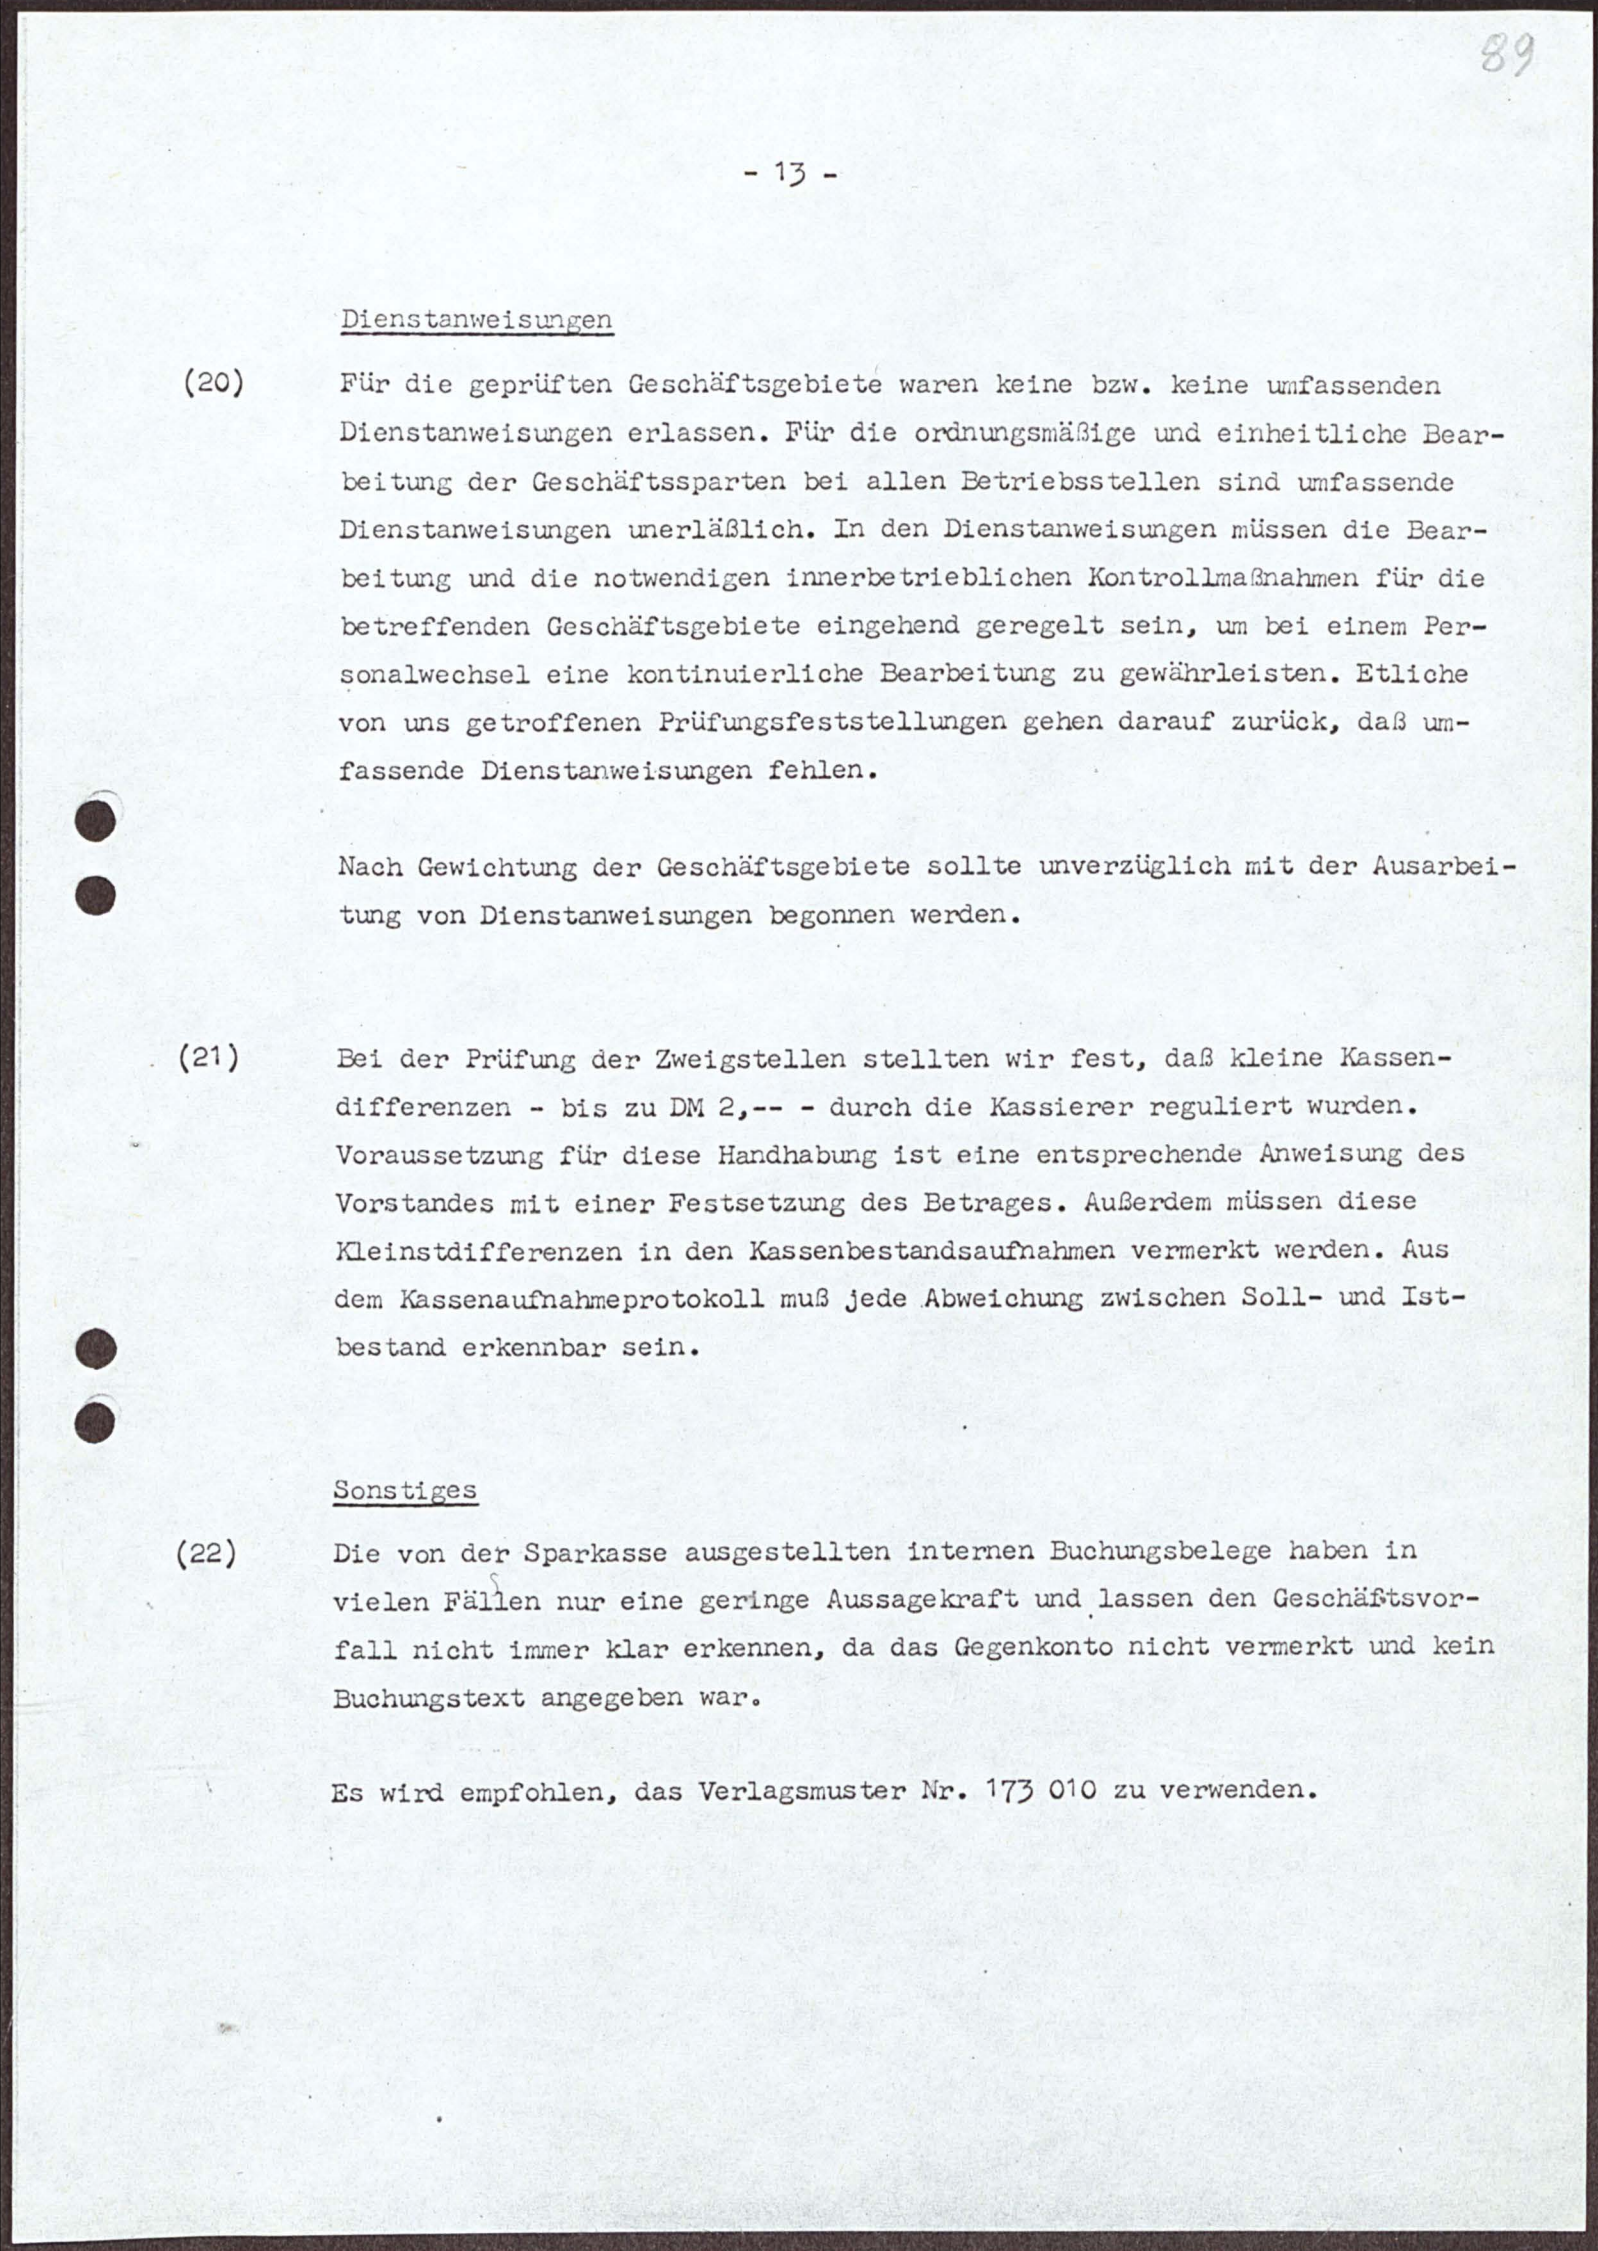 89
- 13 -
Dienstanweisungen
(20) Für die geprüften Geschäftsgebiete waren keine bzw. keine umfassenden
Dienstanweisungen erlassen. Für die ordnungsmäßige und einheitliche Bear-
beitung der Geschäftssparten bei allen Betriebsstellen sind umfassende
Dienstanweisungen unerläßlich. In den Dienstanweisungen müssen die Bear-
beitung und die notwendigen innerbetrieblichen Kontrollmaßnahmen für die
betreffenden Geschäftsgebiete eingehend geregelt sein, um bei einem Per-
sonalwechsel eine kontinuierliche Bearbeitung zu gewährleisten. Etliche
von uns getroffenen Prüfungsfeststellungen gehen darauf zurück, daß um-
fassende Dienstanweisungen fehlen.
Nach Gewichtung der Geschäftsgebiete sollte unverzüglich mit der Ausarbei-
tung von Dienstanweisungen begonnen werden.
(21) Bei der Prüfung der Zweigstellen stellten wir fest, daß kleine Kassen-
differenzen - bis zu DM 2,-- - durch die Kassierer reguliert wurden.
Voraussetzung für diese Handhabung ist eine entsprechende Anweisung des
Vorstandes mit einer Festsetzung des Betrages. Außerdem müssen diese
Kleinstdifferenzen in den Kassenbestandsaufnahmen vermerkt werden. Aus
dem Kassenaufnahmeprotokoll muß jede Abweichung zwischen Soll- und Ist-
bestand erkennbar sein.
Sonstiges
(22) Die von der Sparkasse ausgestellten internen Buchungsbelege haben in
vielen Fällen nur eine geringe Aussagekraft und lassen den Geschäftsvor-
fall nicht immer klar erkennen, da das Gegenkonto nicht vermerkt und kein
Buchungstext angegeben war.
Es wird empfohlen, das Verlagsmuster Nr. 173 010 zu verwenden.